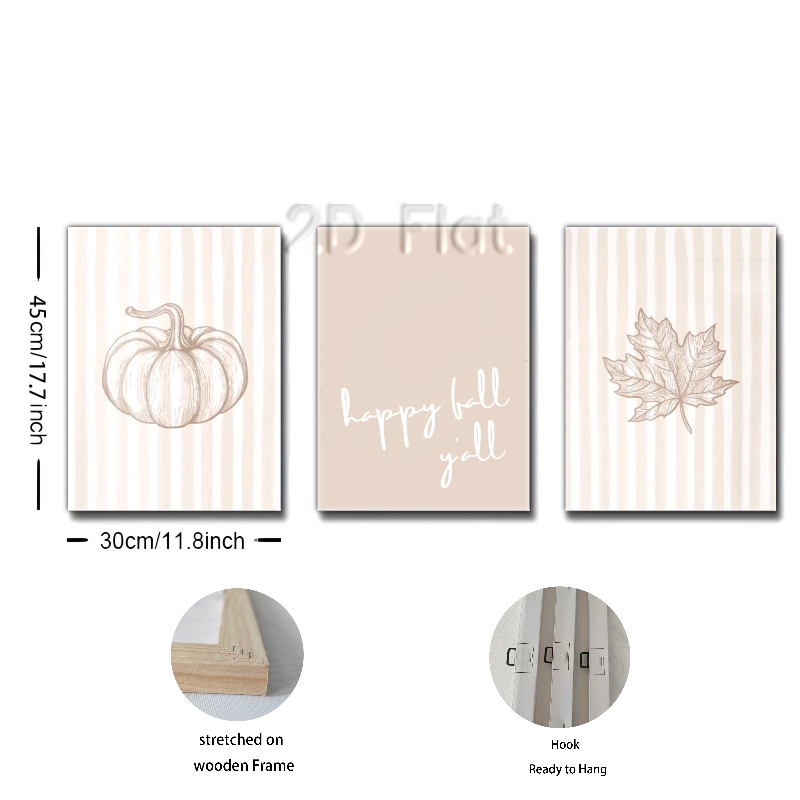 2D Flat
45cm/17.7inch
happy fall
y'all
30cm/11.8inch
stretched on
wooden Frame
Hook
Ready to Hang